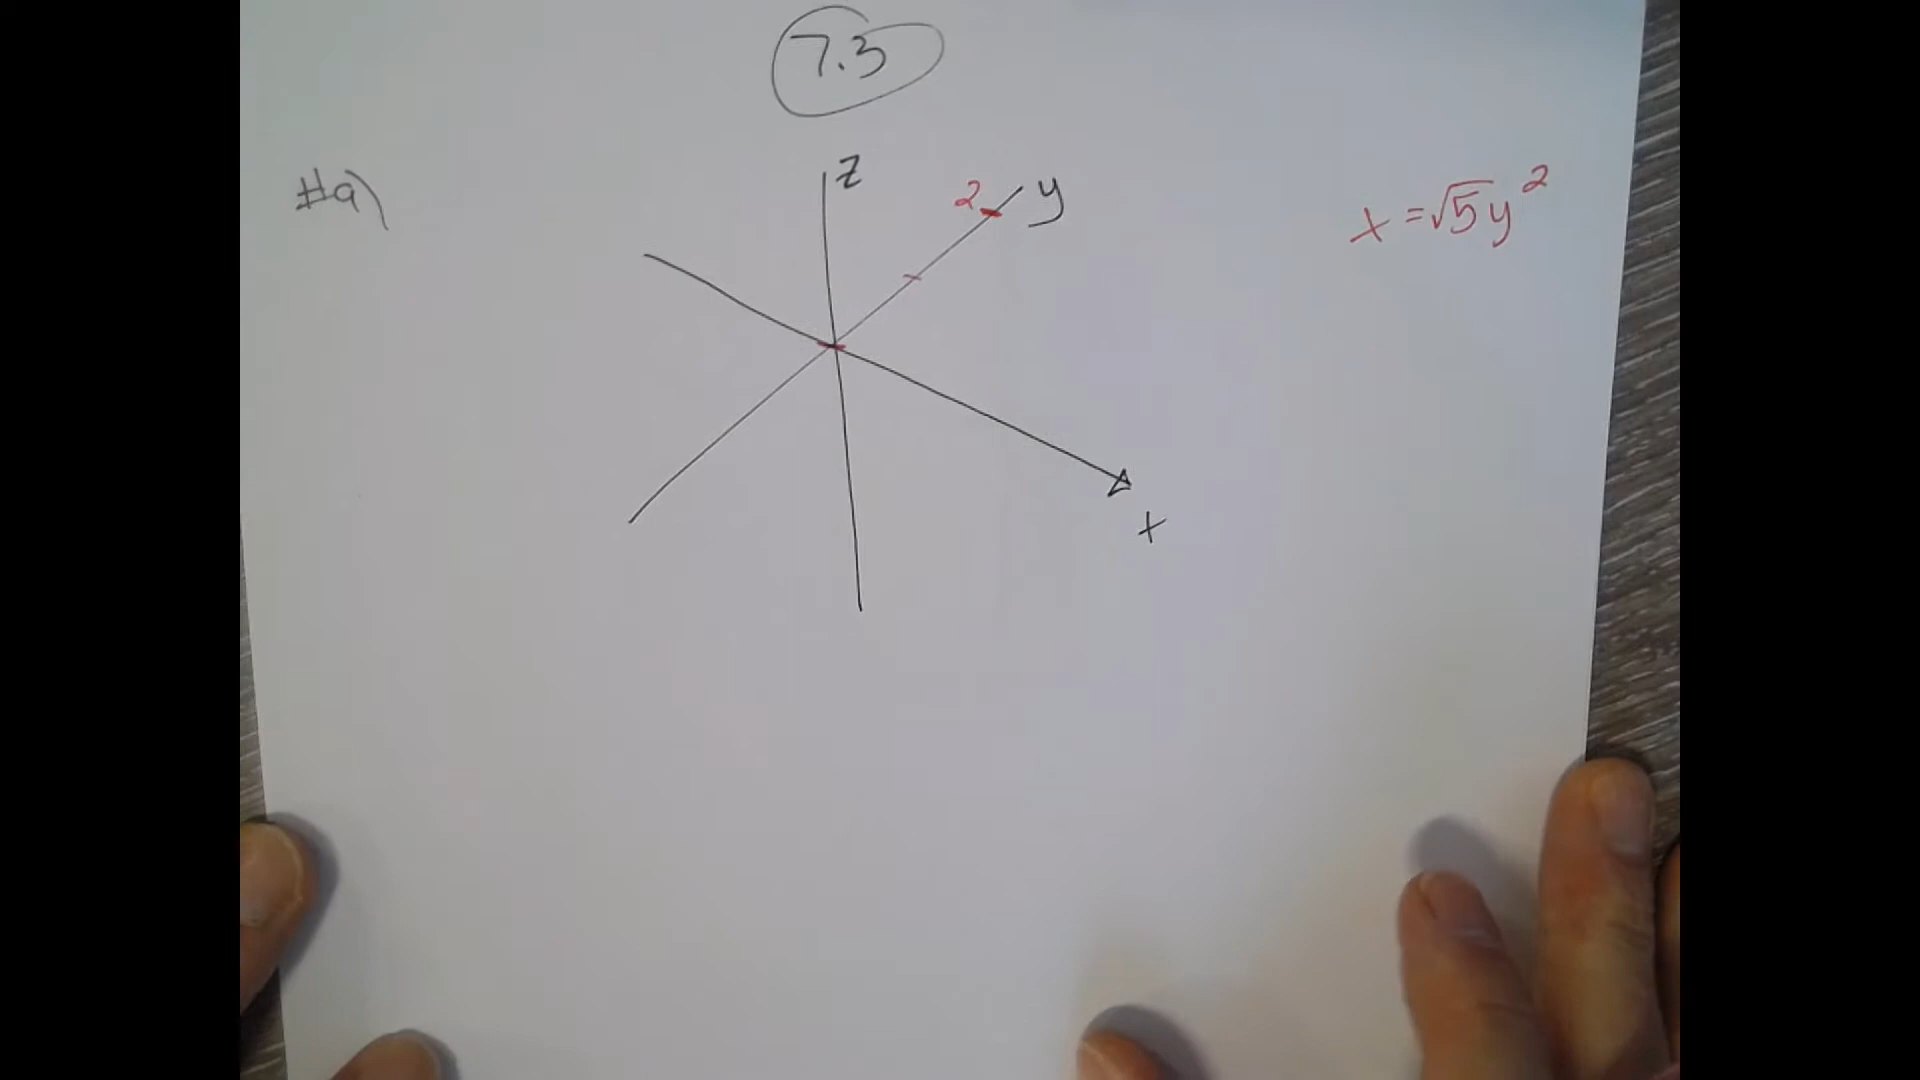 7.3
#9)
z
2 y
x = √5 y²
x